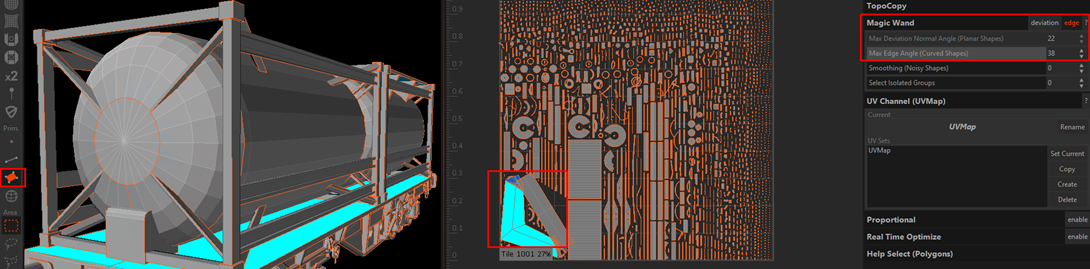 x2
Prim.
Area
0.9
0.8
0.7
0.6
0.5
0.4
0.3
0.2
0.1
0
Tile 1001 27%
TopoCopy
Magic Wand deviation edge ?
Max Deviation Normal Angle (Planar Shapes) 22
Max Edge Angle (Curved Shapes) 38
Smoothing (Noisy Shapes) 0
Select Isolated Groups 0
UV Channel (UVMap) ?
Current
UVMap Rename
UV Sets
UVMap Set Current
Copy
Create
Delete
Proportional enable
Real Time Optimize enable
Help Select (Polygons)